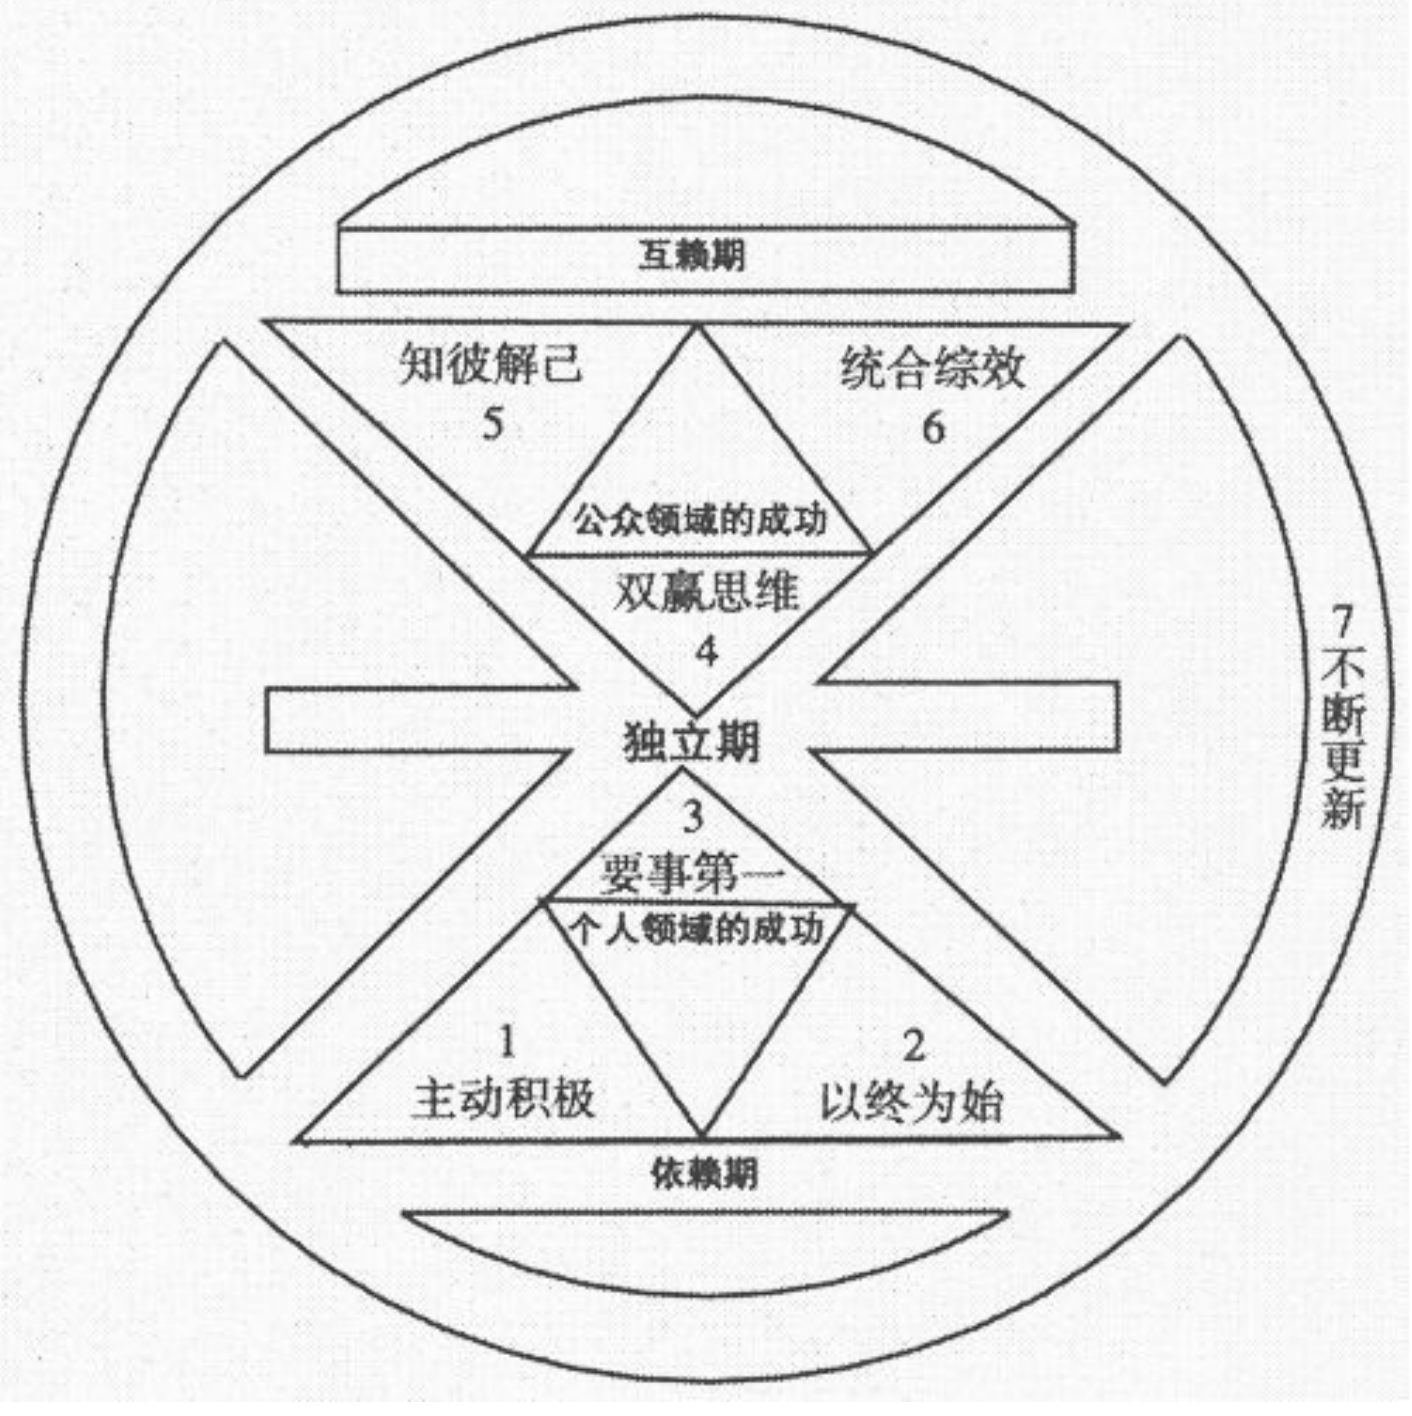 互赖期
知彼解己
5
统合综效
6
公众领域的成功
双赢思维
4
7不断更新
独立期
3
要事第一
个人领域的成功
1
主动积极
2
以终为始
依赖期